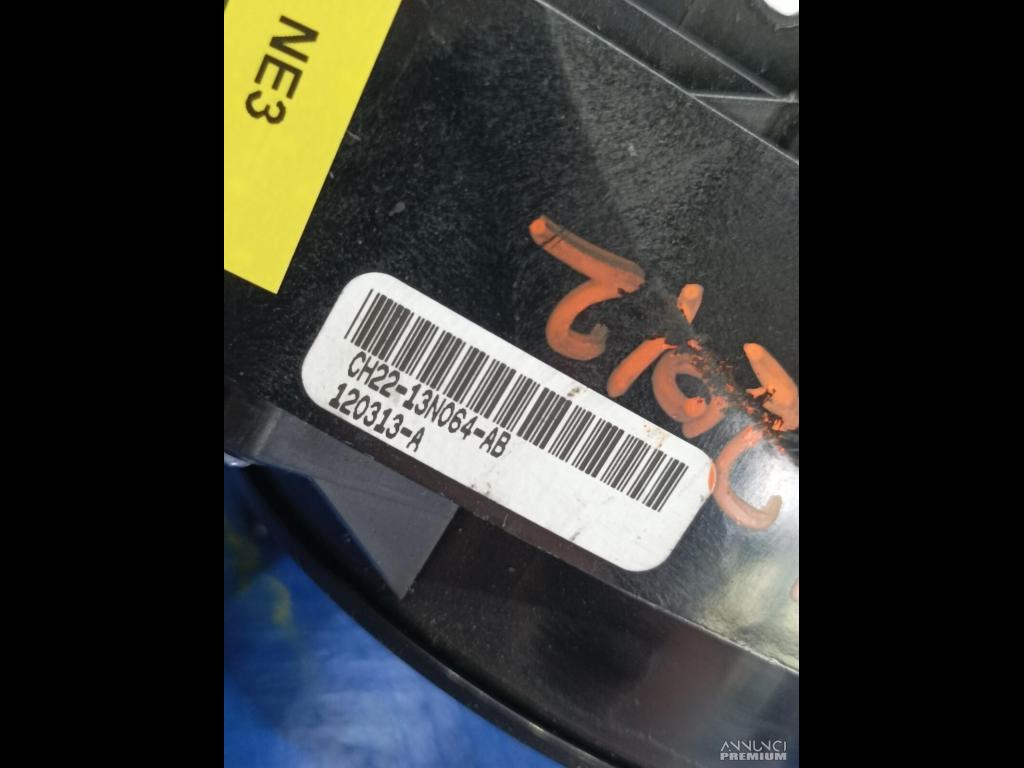 NE3
CH22-13N064-AB
120313-A
ANNUNCI
PREMIUM